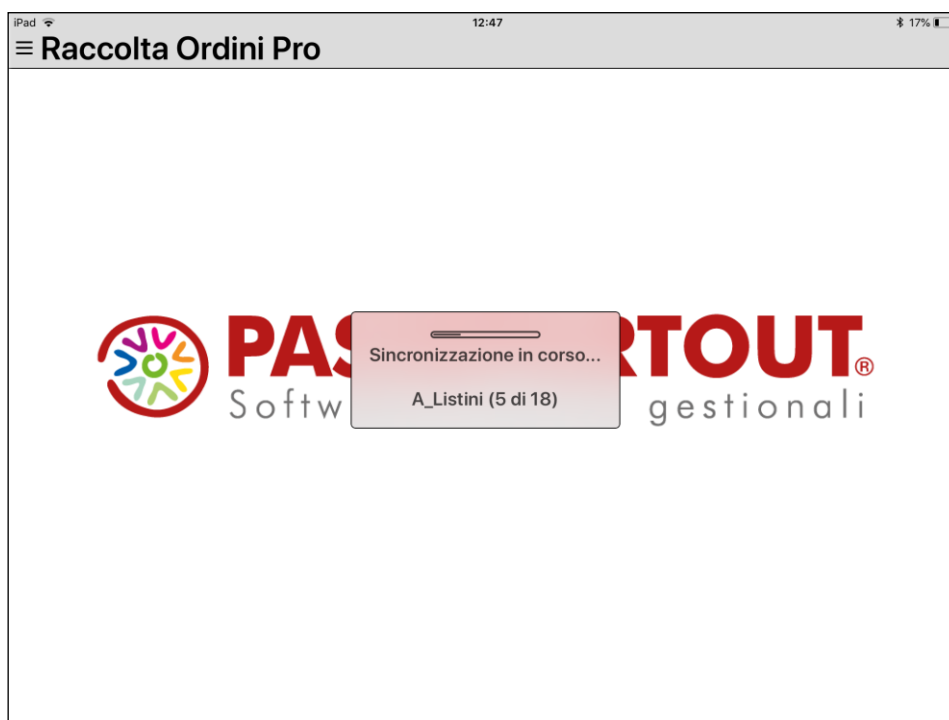 iPad 12:47 17%
Raccolta Ordini Pro
PAS RTOUT®
Softw gestionali
Sincronizzazione in corso...
A_Listini (5 di 18)